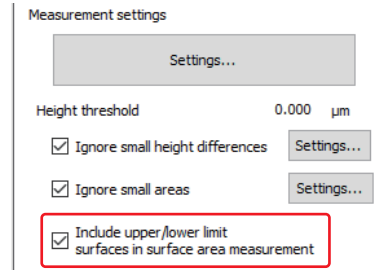 Measurement settings
Settings...
Height threshold 0.000 µm
Ignore small height differences Settings...
Ignore small areas Settings...
Include upper/lower limit
surfaces in surface area measurement